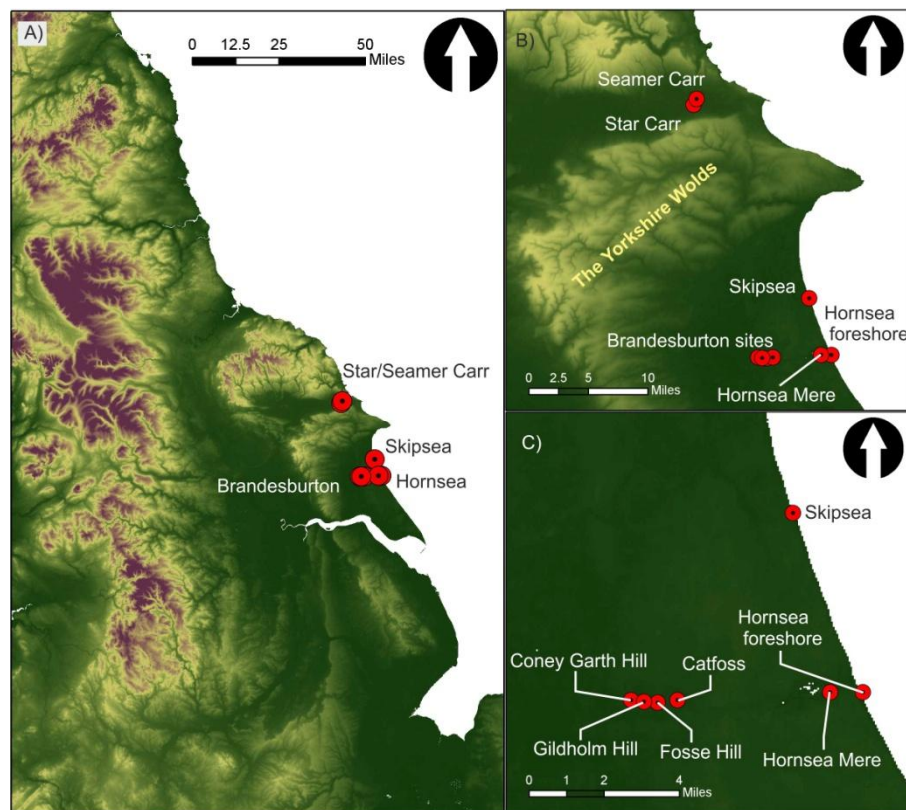 A)
0 12.5 25 50
Miles
Star/Seamer Carr
Skipsea
Brandesburton
Hornsea
B)
Seamer Carr
Star Carr
The Yorkshire Wolds
Skipsea
Hornsea
foreshore
Brandesburton sites
Hornsea Mere
0 2.5 5 10
Miles
C)
Skipsea
Hornsea
foreshore
Coney Garth Hill
Catfoss
Gildholm Hill
Fosse Hill
Hornsea Mere
0 1 2 4
Miles